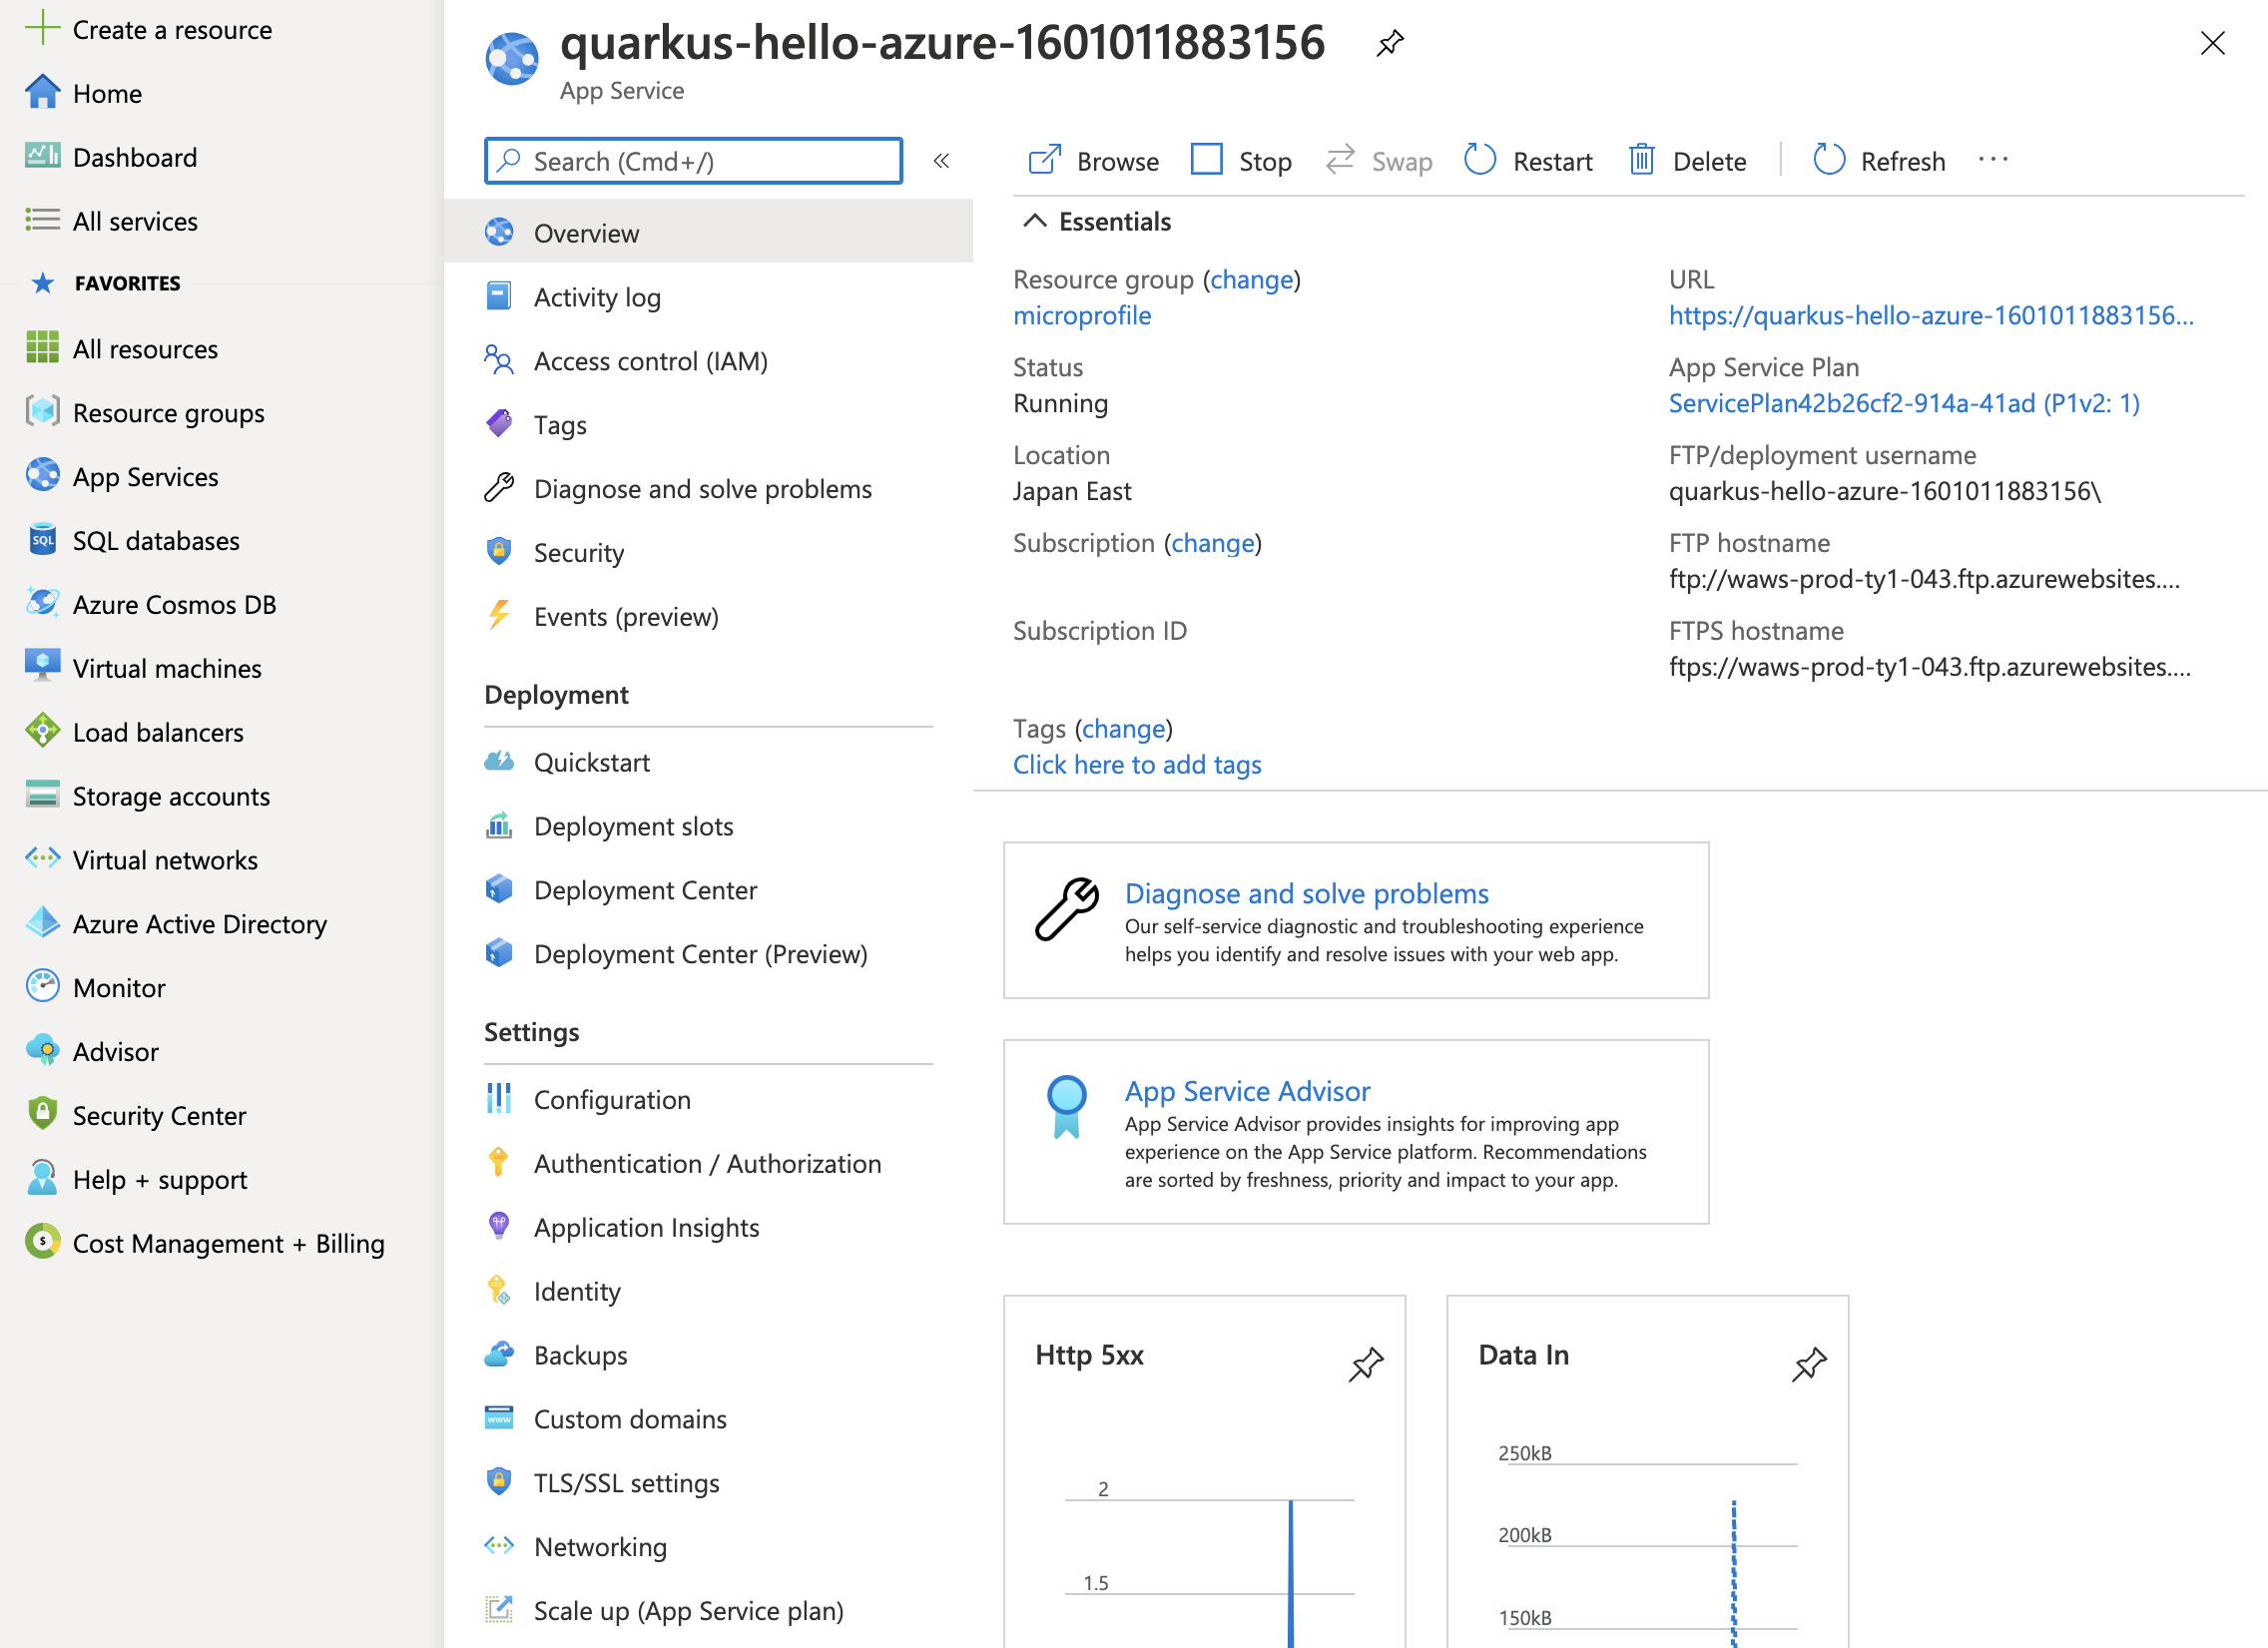 Create a resource
Home
Dashboard
All services
FAVORITES
All resources
Resource groups
App Services
SQL
SQL databases
Azure Cosmos DB
Virtual machines
Load balancers
Storage accounts
Virtual networks
Azure Active Directory
Monitor
Advisor
Security Center
Help + support
$
Cost Management + Billing
quarkus-hello-azure-1601011883156
App Service
Search (Cmd+/)
«
Overview
Activity log
Access control (IAM)
Tags
Diagnose and solve problems
Security
Events (preview)
Deployment
Quickstart
Deployment slots
Deployment Center
Deployment Center (Preview)
Settings
Configuration
Authentication / Authorization
Application Insights
Identity
Backups
www
Custom domains
TLS/SSL settings
Networking
Scale up (App Service plan)
Browse Stop Swap Restart Delete Refresh ...
Essentials
Resource group (change)
microprofile
Status
Running
Location
Japan East
Subscription (change)
Subscription ID
Tags (change)
Click here to add tags
URL
https://quarkus-hello-azure-1601011883156...
App Service Plan
ServicePlan42b26cf2-914a-41ad (P1v2: 1)
FTP/deployment username
quarkus-hello-azure-1601011883156\
FTP hostname
ftp://waws-prod-ty1-043.ftp.azurewebsites....
FTPS hostname
ftps://waws-prod-ty1-043.ftp.azurewebsites....
Diagnose and solve problems
Our self-service diagnostic and troubleshooting experience
helps you identify and resolve issues with your web app.
App Service Advisor
App Service Advisor provides insights for improving app
experience on the App Service platform. Recommendations
are sorted by freshness, priority and impact to your app.
Http 5xx
2
1.5
Data In
250kB
200kB
150kB